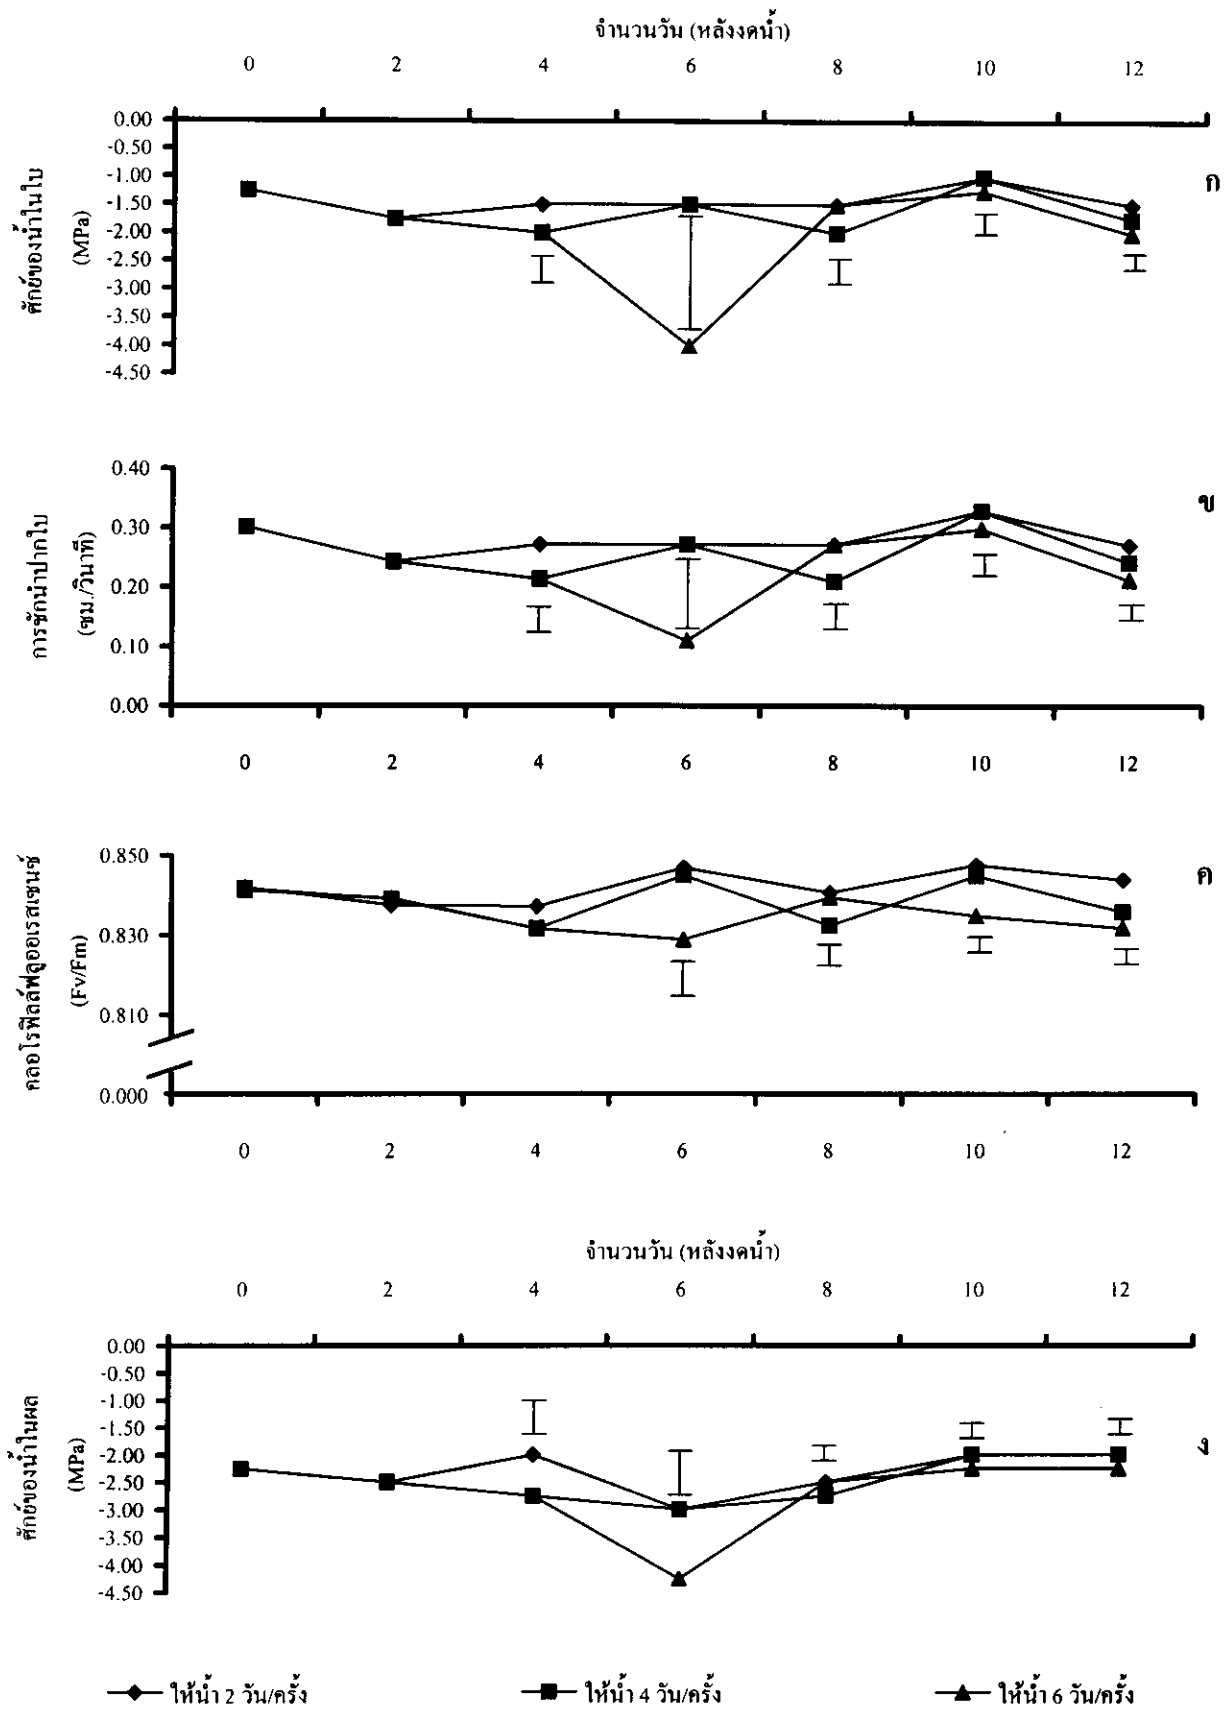 จำนวนวัน (หลังงดน้ำ)
0 2 4 6 8 10 12
0.00
-0.50
-1.00
-1.50
-2.00
-2.50
-3.00
-3.50
-4.00
-4.50
ศักย์ของน้ำในใบ
(MPa)
ก
0.40
0.30
0.20
0.10
0.00
การชักนำปากใบ
(ซม./วินาที)
ข
0 2 4 6 8 10 12
0.850
0.830
0.810
0.000
คลอโรฟิลล์ฟลูออเรสเซนซ์
(Fv/Fm)
ค
0 2 4 6 8 10 12
จำนวนวัน (หลังงดน้ำ)
0 2 4 6 8 10 12
0.00
-0.50
-1.00
-1.50
-2.00
-2.50
-3.00
-3.50
-4.00
-4.50
ศักย์ของน้ำในผล
(MPa)
ง
ให้น้ำ 2 วัน/ครั้ง ให้น้ำ 4 วัน/ครั้ง ให้น้ำ 6 วัน/ครั้ง